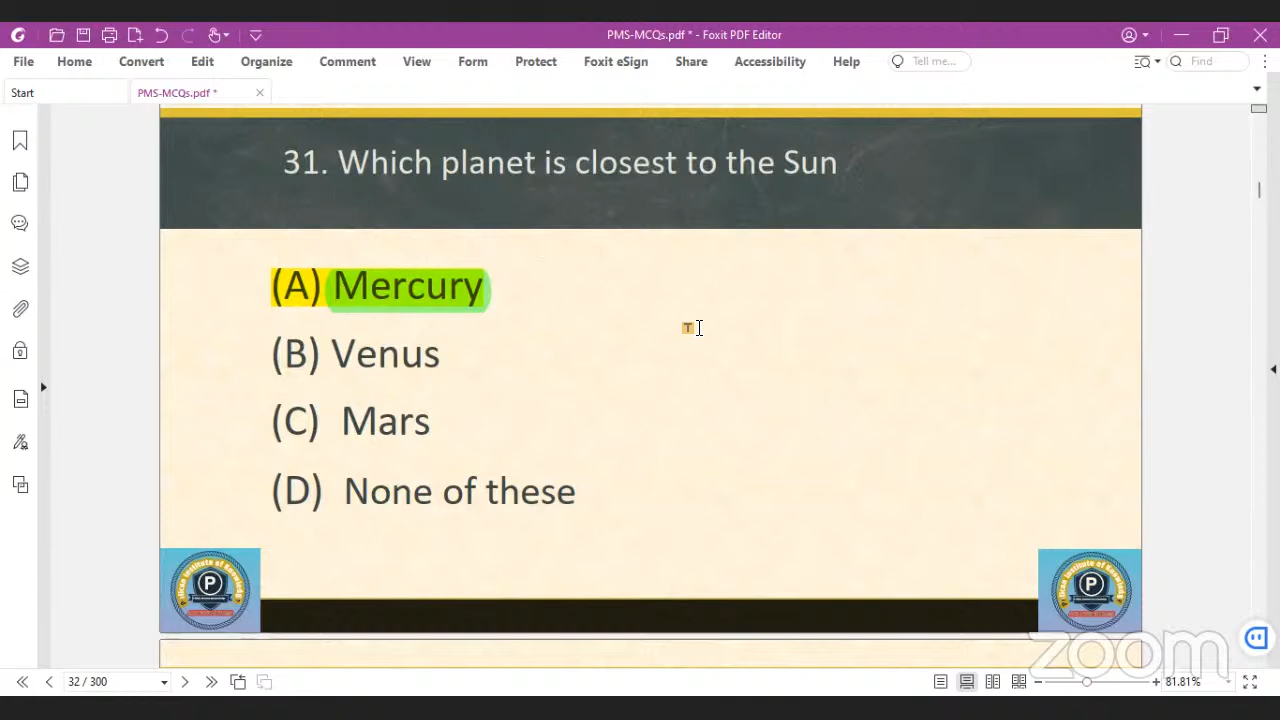 PMS-MCQs.pdf * - Foxit PDF Editor
File Home Convert Edit Organize Comment View Form Protect Foxit eSign Share Accessibility Help Tell me... Find
Start PMS-MCQs.pdf *
31. Which planet is closest to the Sun
(A) Mercury
T
(B) Venus
(C) Mars
(D) None of these
P
P
zoom
32 / 300
81.81%